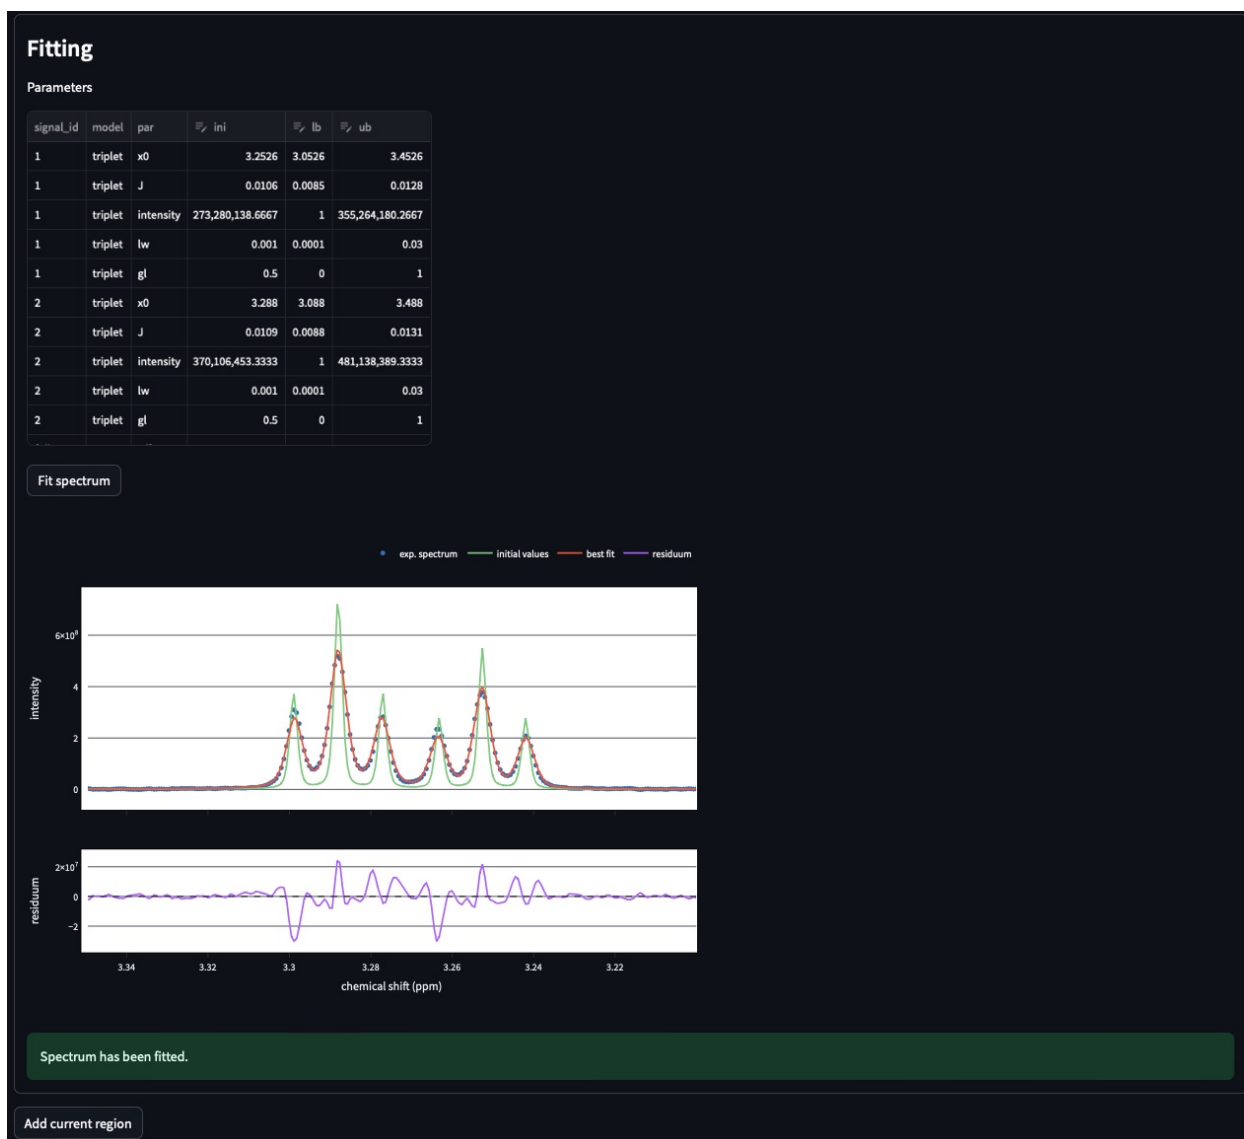 Fitting
Parameters
signal_id model par ini lb ub
1 triplet x0 3.2526 3.0526 3.4526
1 triplet J 0.0106 0.0085 0.0128
1 triplet intensity 273,280,138.6667 1 355,264,180.2667
1 triplet lw 0.001 0.0001 0.03
1 triplet gl 0.5 0 1
2 triplet x0 3.288 3.088 3.488
2 triplet J 0.0109 0.0088 0.0131
2 triplet intensity 370,106,453.3333 1 481,138,389.3333
2 triplet lw 0.001 0.0001 0.03
2 triplet gl 0.5 0 1
Fit spectrum
exp. spectrum initial values best fit residuum
6×10⁸
4
2
0
intensity
2×10⁷
0
−2
residuum
3.34 3.32 3.3 3.28 3.26 3.24 3.22
chemical shift (ppm)
Spectrum has been fitted.
Add current region